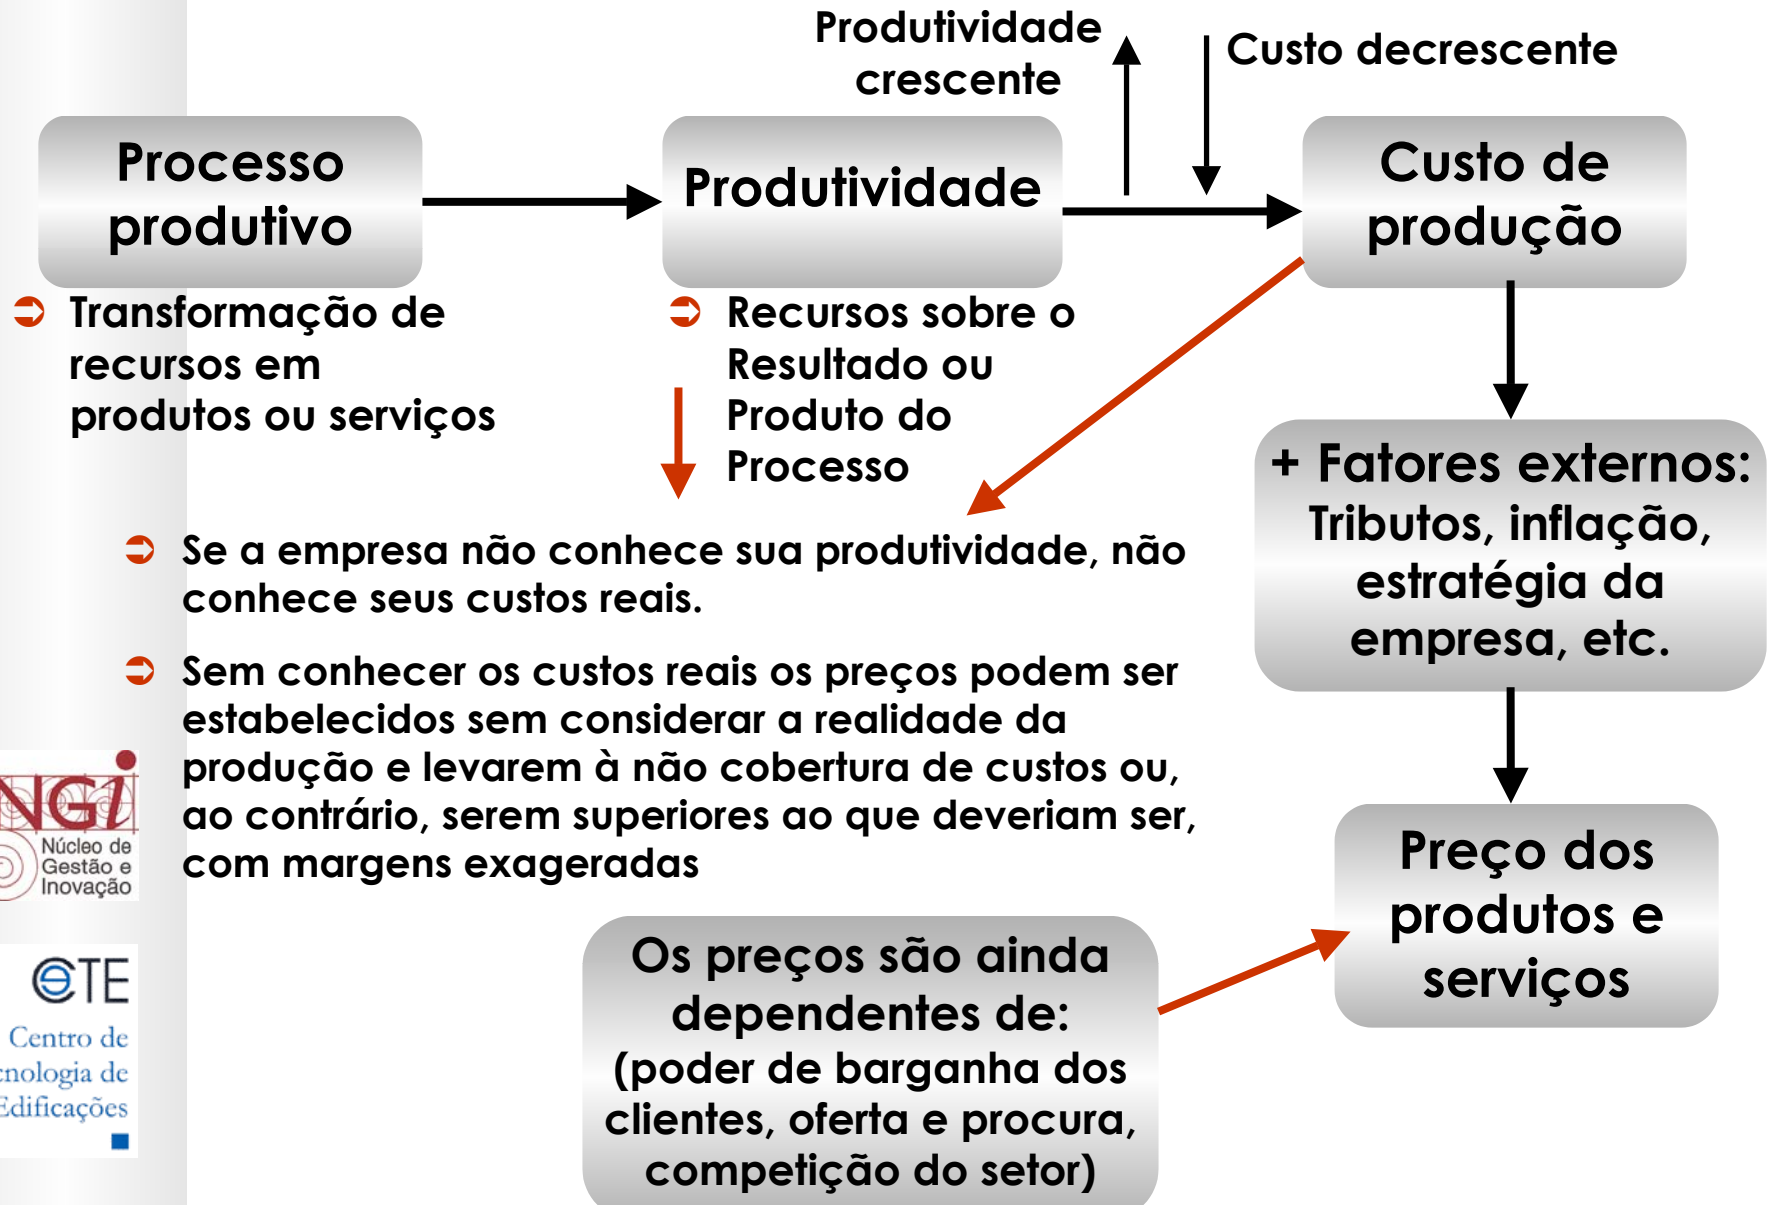 Produtividade
crescente
Custo decrescente
Processo
produtivo
Produtividade
Custo de
produção
Transformação de
recursos em
produtos ou serviços
Recursos sobre o
Resultado ou
Produto do
Processo
+ Fatores externos:
Tributos, inflação,
estratégia da
empresa, etc.
Se a empresa não conhece sua produtividade, não
conhece seus custos reais.
Sem conhecer os custos reais os preços podem ser
estabelecidos sem considerar a realidade da
produção e levarem à não cobertura de custos ou,
ao contrário, serem superiores ao que deveriam ser,
com margens exageradas
Preço dos
produtos e
serviços
Os preços são ainda
dependentes de:
(poder de barganha dos
clientes, oferta e procura,
competição do setor)
NGi
Núcleo de
Gestão e
Inovação
CTE
Centro de
cnologia de
Edificações